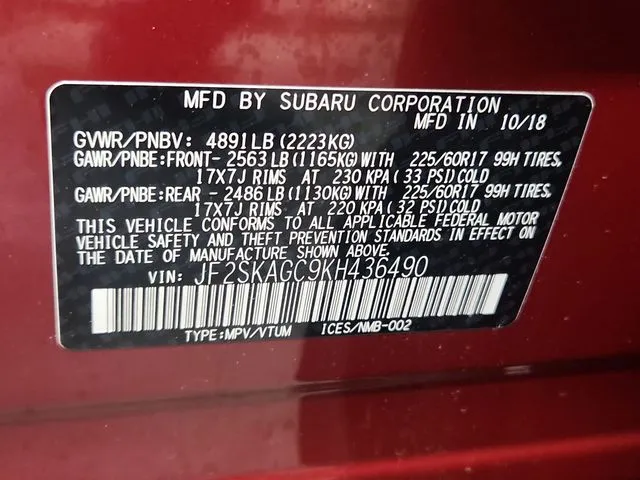 MFD BY SUBARU CORPORATION
MFD IN 10/18
GVWR/PNBV: 4891LB (2223KG)
GAWR/PNBE:FRONT- 2563 LB (1165KG) WITH 225/60R17 99H TIRES,
17X7J RIMS AT 230 KPA ( 33 PSI) COLD
GAWR/PNBE:REAR - 2486 LB (1130KG) WITH 225/60R17 99H TIRES,
17X7J RIMS AT 220 KPA ( 32 PSI) COLD
THIS VEHICLE CONFORMS TO ALL APPLICABLE FEDERAL MOTOR
VEHICLE SAFETY AND THEFT PREVENTION STANDARDS IN EFFECT ON
THE DATE OF MANUFACTURE SHOWN ABOVE.
VIN: JF2SKAGC9KH436490
TYPE:MPV/VTUM ICES/NMB-002